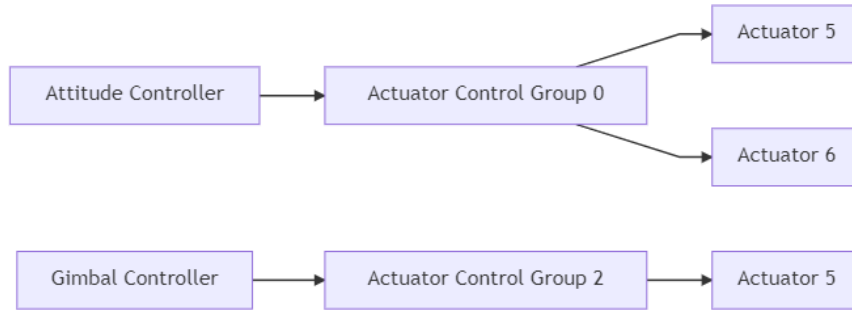 Actuator 5
Attitude Controller
Actuator Control Group 0
Actuator 6
Gimbal Controller
Actuator Control Group 2
Actuator 5